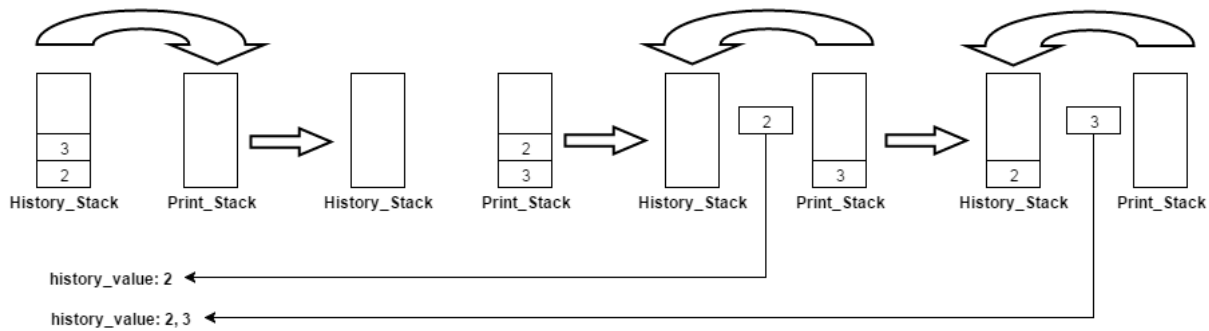 2 3
3 2 2
2 3 3 2
History_Stack Print_Stack History_Stack Print_Stack History_Stack Print_Stack History_Stack Print_Stack
history_value: 2
history_value: 2, 3